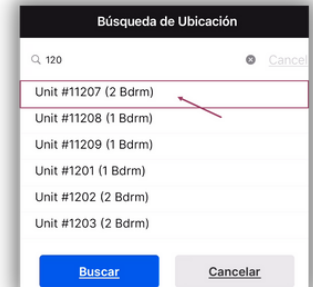 Búsqueda de Ubicación
120 Cancel
Unit #11207 (2 Bdrm)
Unit #11208 (1 Bdrm)
Unit #11209 (1 Bdrm)
Unit #1201 (1 Bdrm)
Unit #1202 (2 Bdrm)
Unit #1203 (2 Bdrm)
Buscar Cancelar